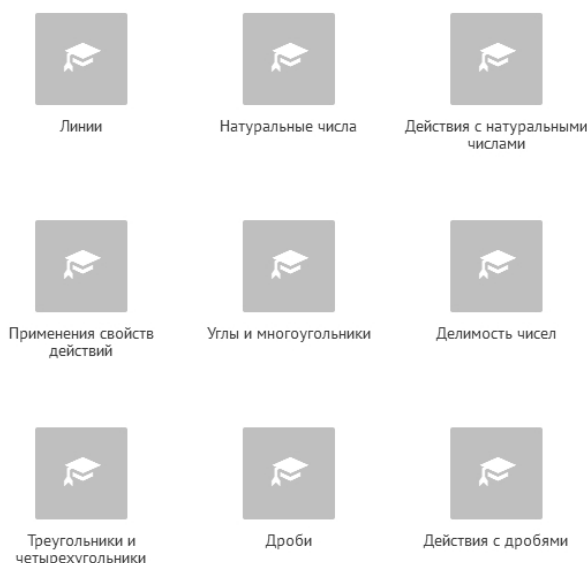 Линии
Натуральные числа
Действия с натуральными
числами
Применения свойств
действий
Углы и многоугольники
Делимость чисел
Треугольники и
четырехугольники
Дроби
Действия с дробями